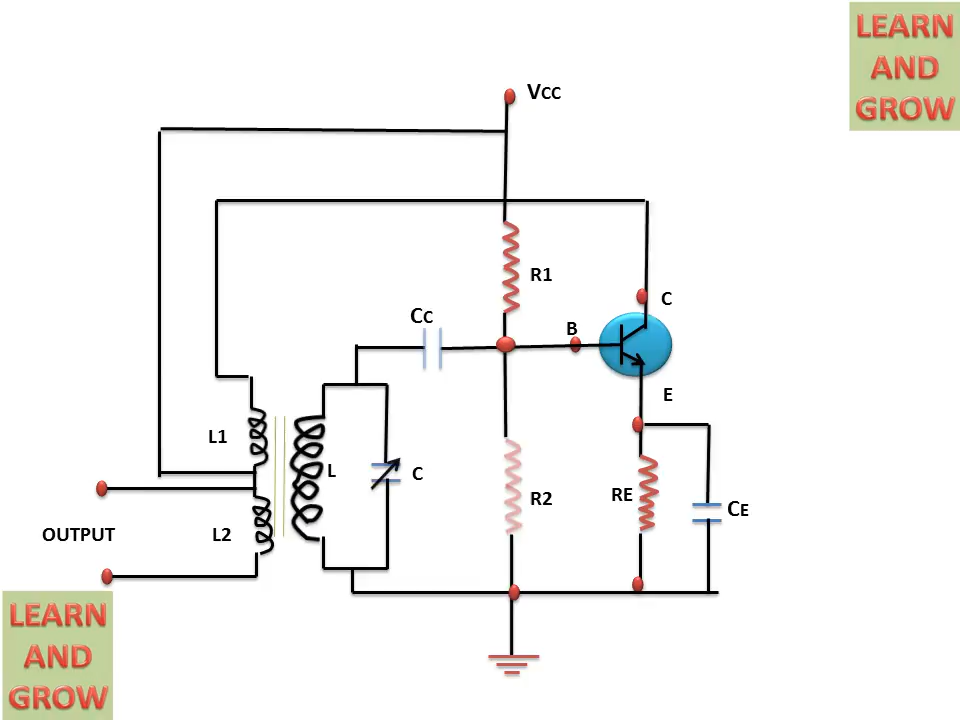 LEARN
AND
GROW
VCC
R1
C
CC
B
E
L1
L
C
R2
RE
CE
OUTPUT
L2
LEARN
AND
GROW